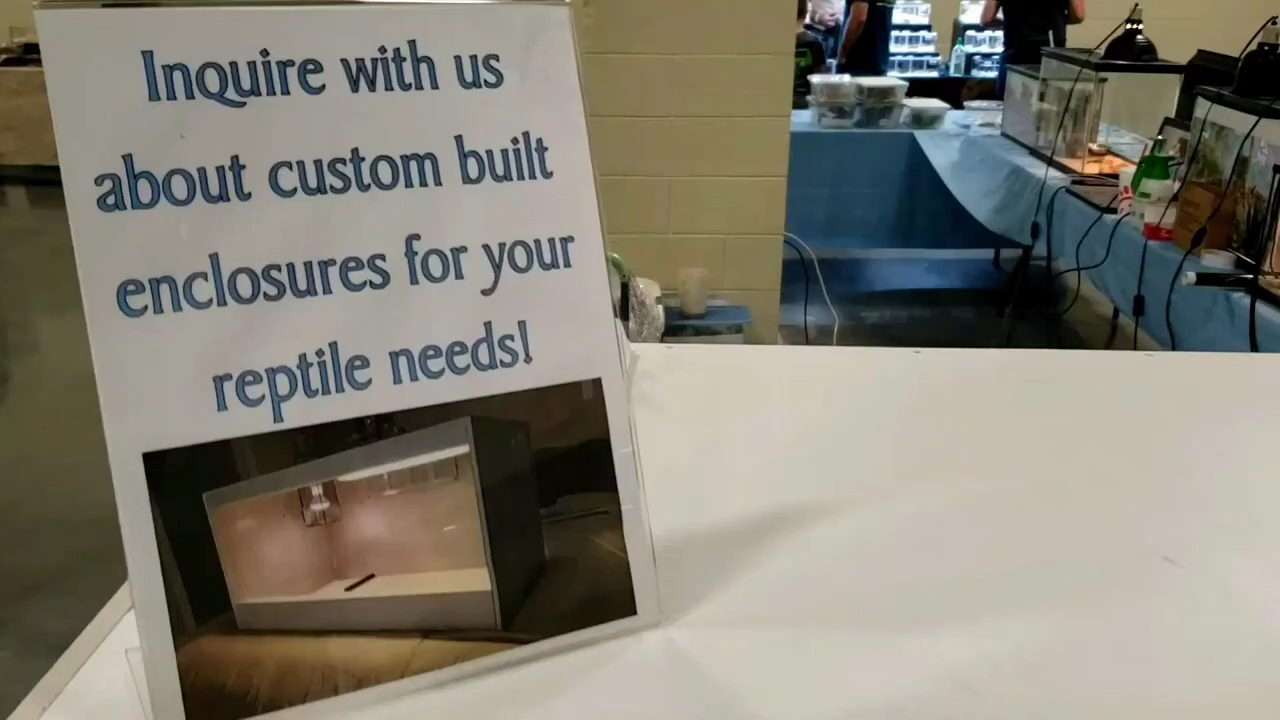 Inquire with us
about custom built
enclosures for your
reptile needs!